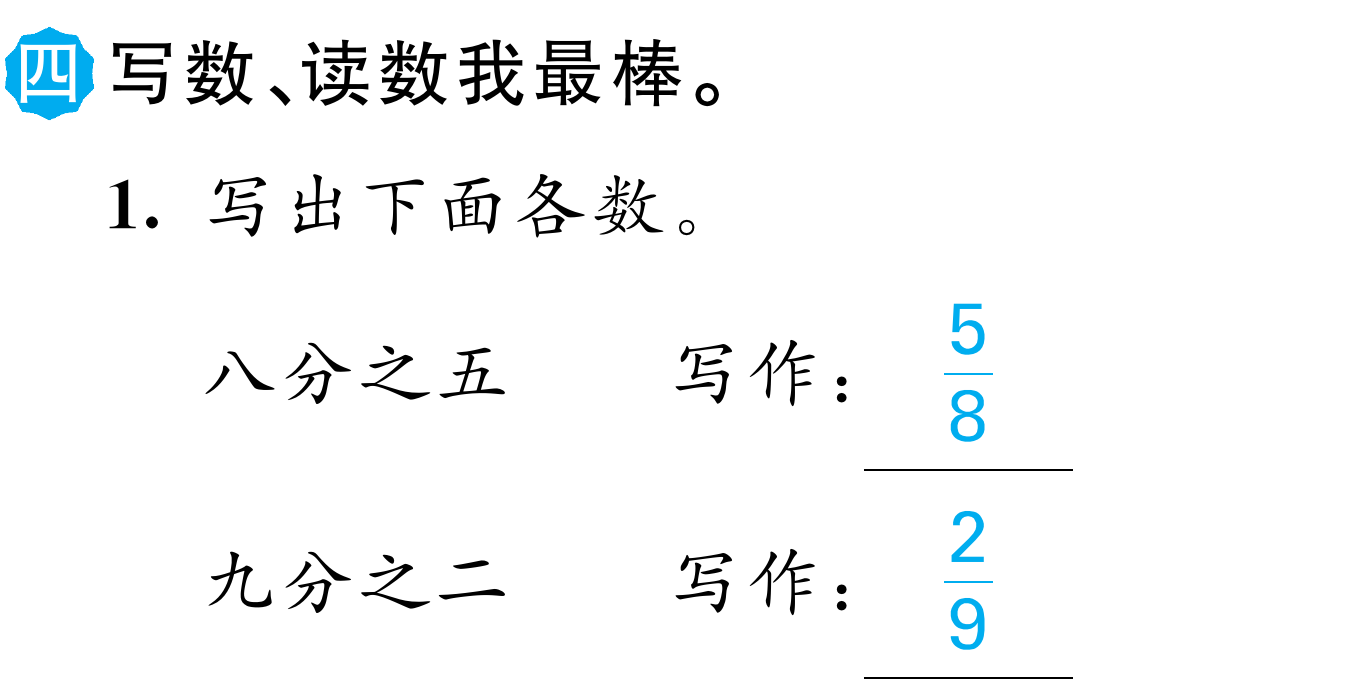 四 写数、读数我最棒。
1. 写出下面各数。
八分之五 写作：5/8
九分之二 写作：2/9